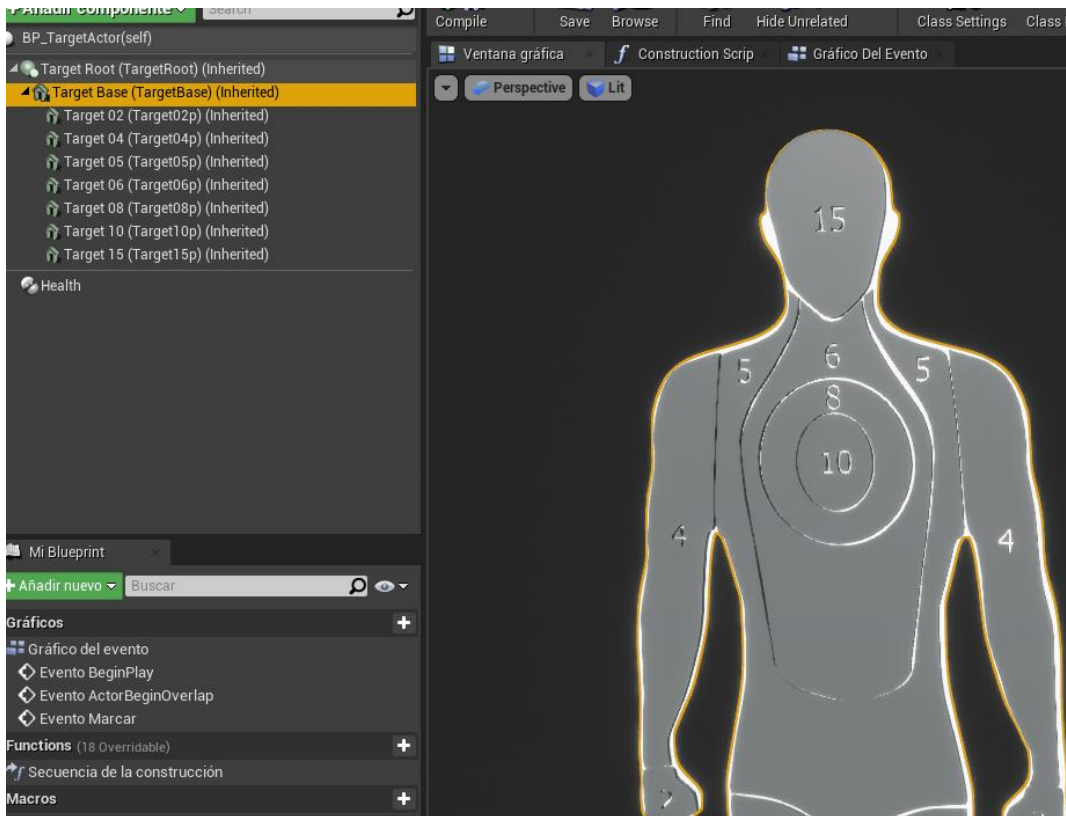 Añadir Componente
Search
BP_TargetActor(self)
Target Root (TargetRoot) (Inherited)
Target Base (TargetBase) (Inherited)
Target 02 (Target02p) (Inherited)
Target 04 (Target04p) (Inherited)
Target 05 (Target05p) (Inherited)
Target 06 (Target06p) (Inherited)
Target 08 (Target08p) (Inherited)
Target 10 (Target10p) (Inherited)
Target 15 (Target15p) (Inherited)
Health
Mi Blueprint
Añadir nuevo
Buscar
Gráficos
Gráfico del evento
Evento BeginPlay
Evento ActorBeginOverlap
Evento Marcar
Functions (18 Overridable)
Secuencia de la construcción
Macros
Compile Save Browse Find Hide Unrelated Class Settings Class
Ventana gráfica Construction Scrip Gráfico Del Evento
Perspective Lit
15
5 6 5
8
10
4 4
2